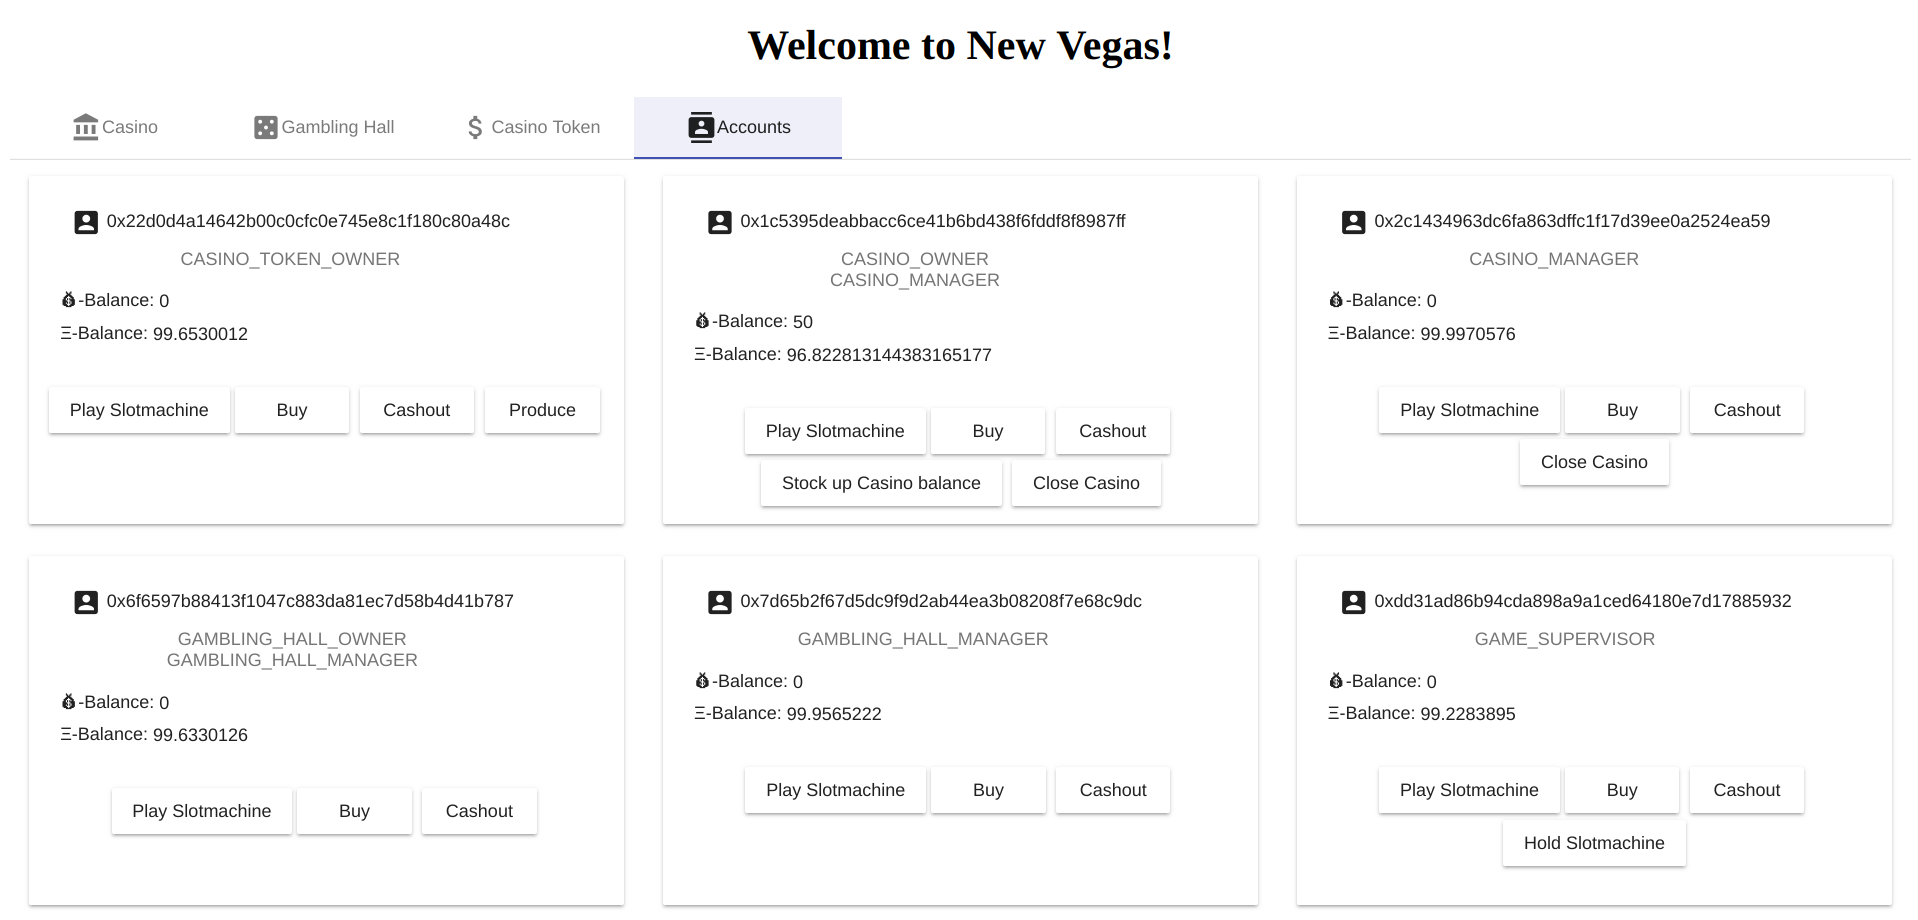 Welcome to New Vegas!
Casino
Gambling Hall
Casino Token
Accounts
0x22d0d4a14642b00c0cfc0e745e8c1f180c80a48c
CASINO_TOKEN_OWNER
-Balance: 0
Ξ-Balance: 99.6530012
Play Slotmachine
Buy
Cashout
Produce
0x1c5395deabbacc6ce41b6bd438f6fddf8f8987ff
CASINO_OWNER
CASINO_MANAGER
-Balance: 50
Ξ-Balance: 96.822813144383165177
Play Slotmachine
Buy
Cashout
Stock up Casino balance
Close Casino
0x2c1434963dc6fa863dffc1f17d39ee0a2524ea59
CASINO_MANAGER
-Balance: 0
Ξ-Balance: 99.9970576
Play Slotmachine
Buy
Cashout
Close Casino
0x6f6597b88413f1047c883da81ec7d58b4d41b787
GAMBLING_HALL_OWNER
GAMBLING_HALL_MANAGER
-Balance: 0
Ξ-Balance: 99.6330126
Play Slotmachine
Buy
Cashout
0x7d65b2f67d5dc9f9d2ab44ea3b08208f7e68c9dc
GAMBLING_HALL_MANAGER
-Balance: 0
Ξ-Balance: 99.9565222
Play Slotmachine
Buy
Cashout
0xdd31ad86b94cda898a9a1ced64180e7d17885932
GAME_SUPERVISOR
-Balance: 0
Ξ-Balance: 99.2283895
Play Slotmachine
Buy
Cashout
Hold Slotmachine